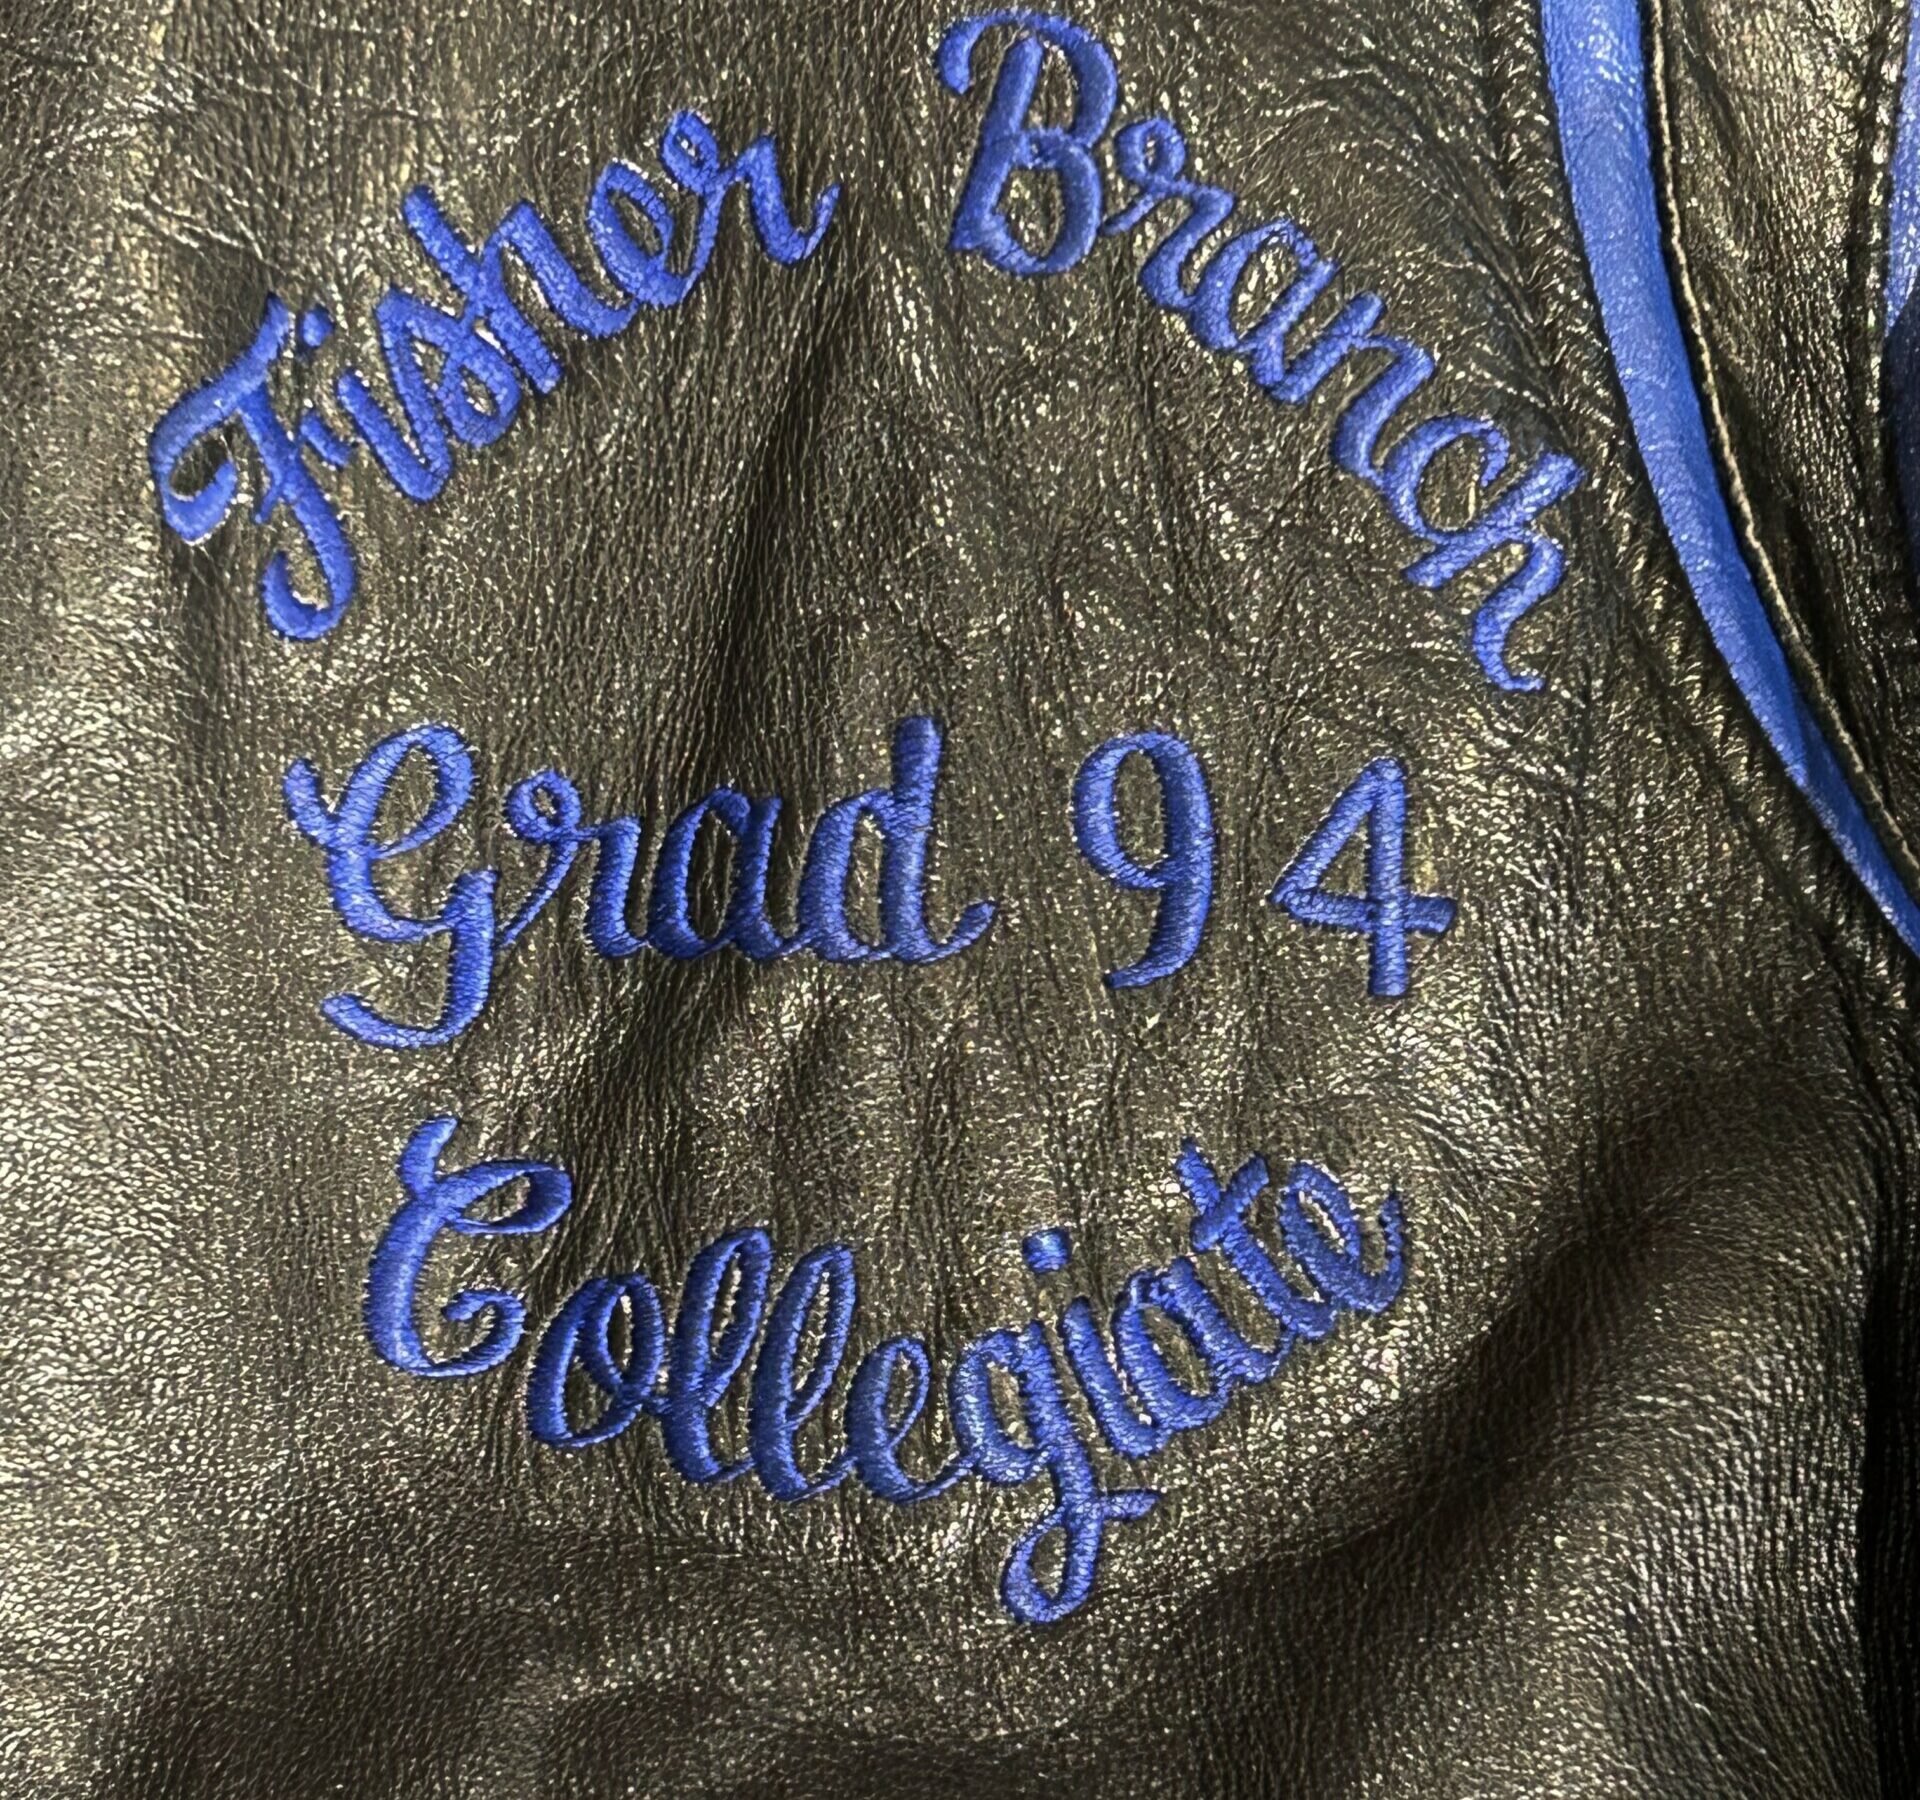 Fisher Branch
Grad 94
Collegiate